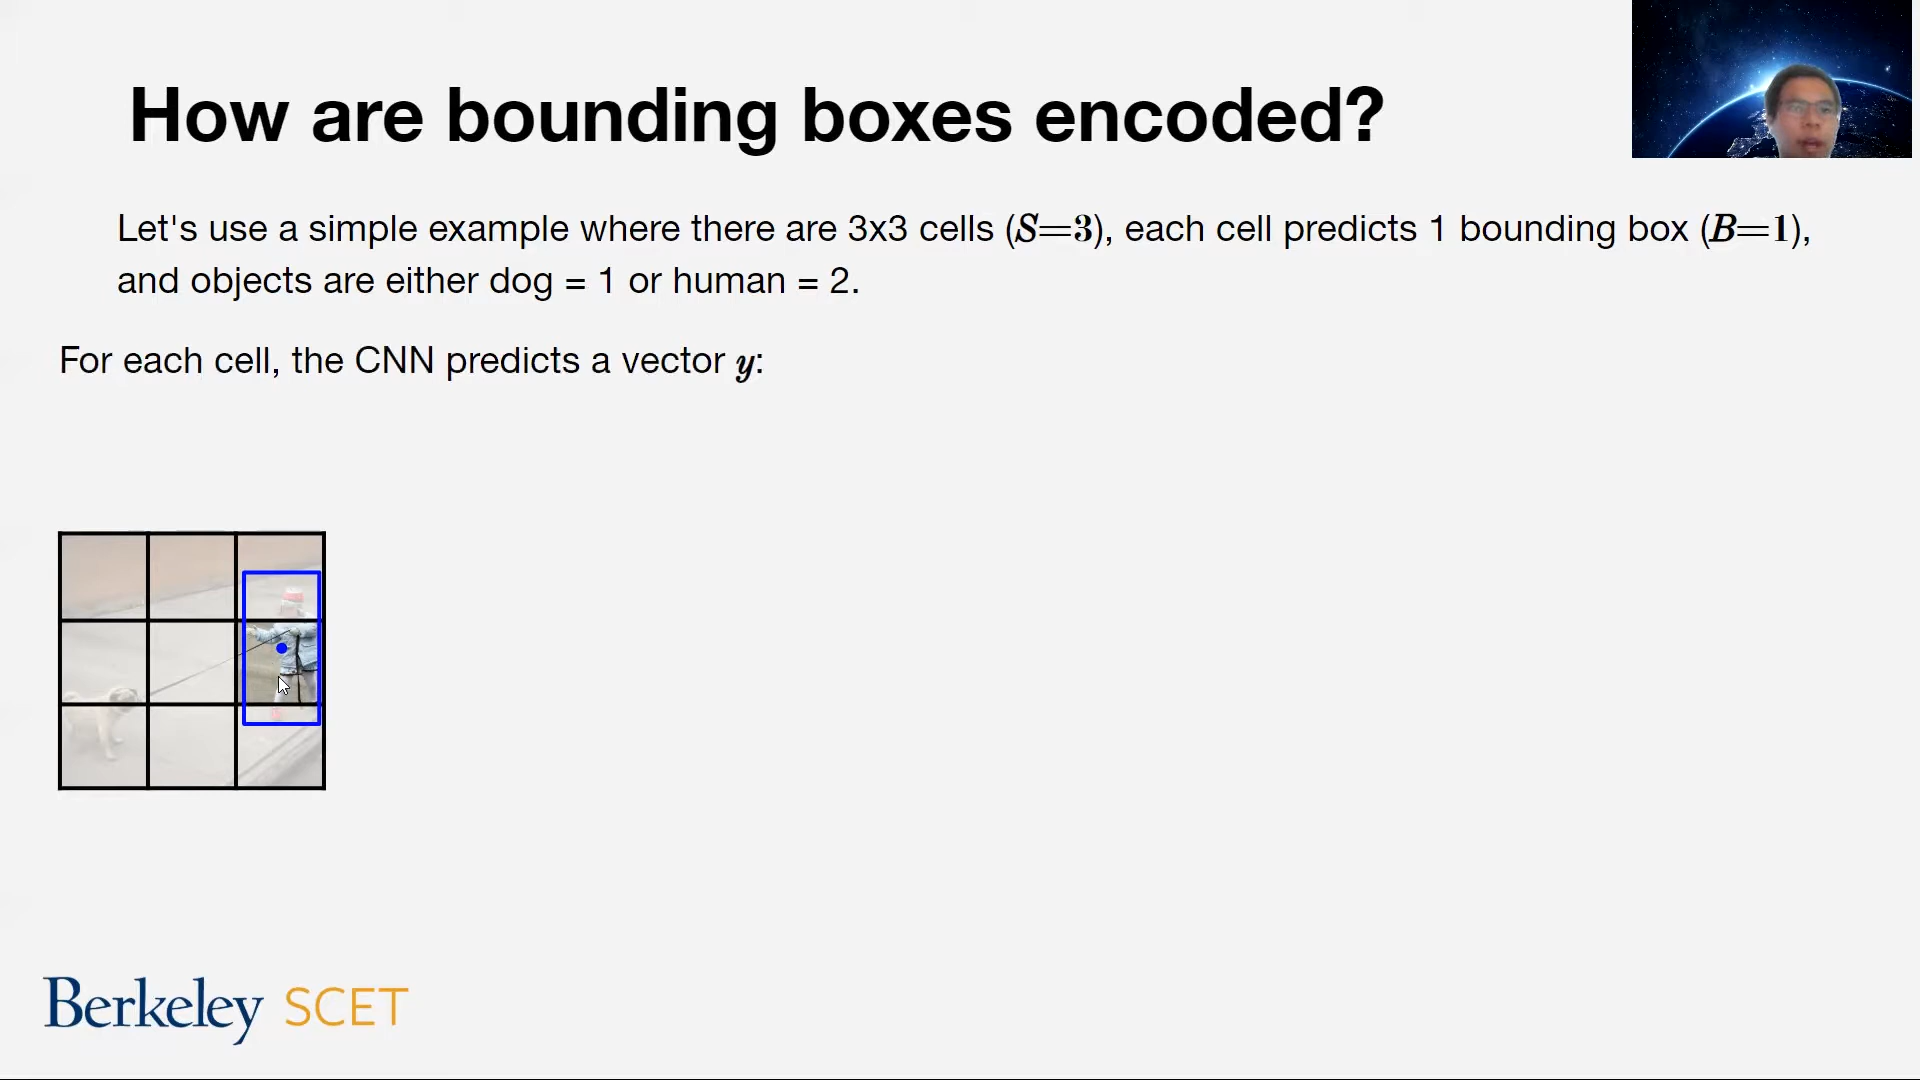 How are bounding boxes encoded?
Let's use a simple example where there are 3x3 cells (S=3), each cell predicts 1 bounding box (B=1),
and objects are either dog = 1 or human = 2.
For each cell, the CNN predicts a vector y:
Berkeley SCET